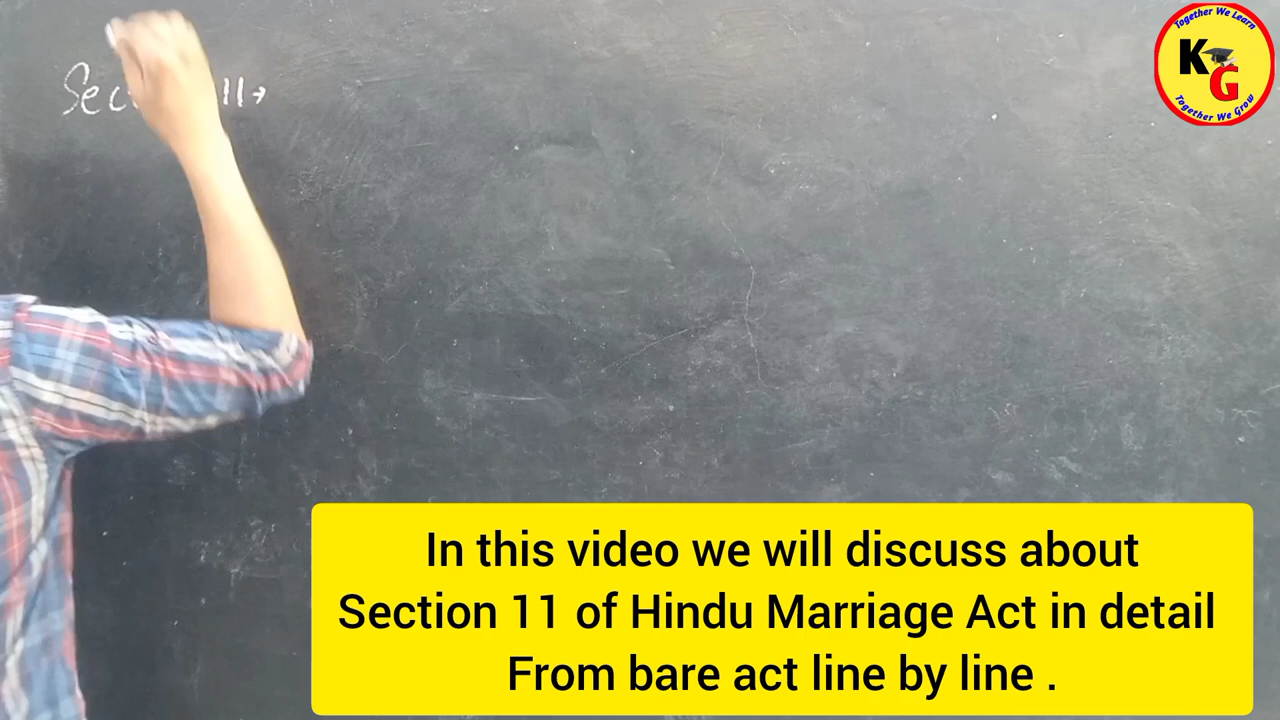 Together We Learn
KG
Together We Grow
11→
In this video we will discuss about
Section 11 of Hindu Marriage Act in detail
From bare act line by line .